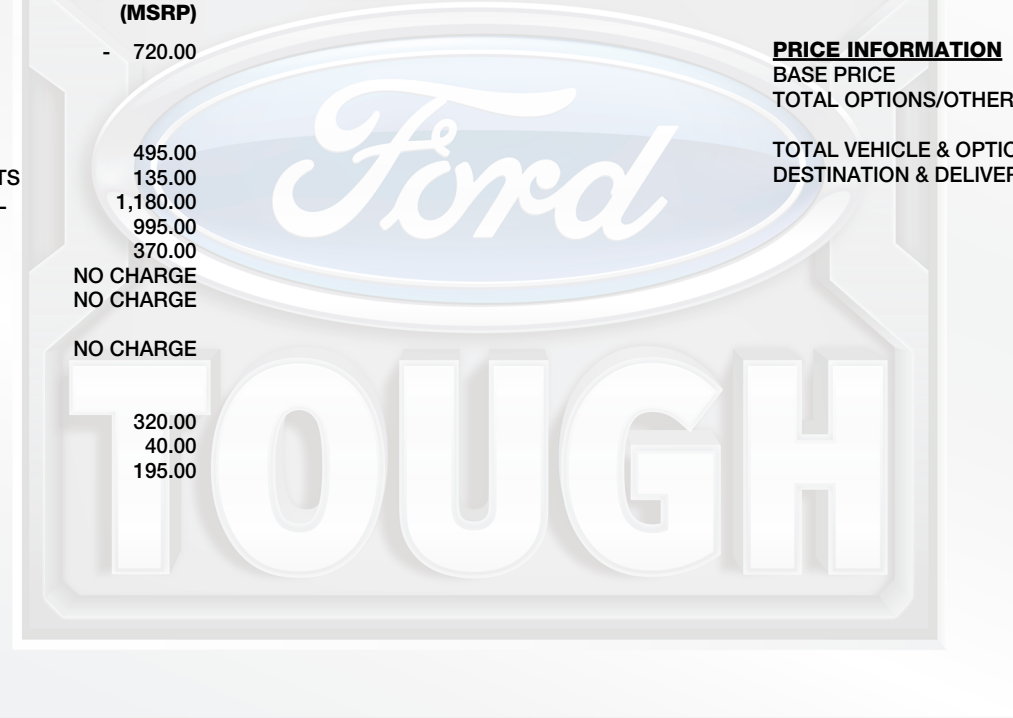 (MSRP)
- 720.00
495.00
TS 135.00
1,180.00
995.00
370.00
NO CHARGE
NO CHARGE
NO CHARGE
320.00
40.00
195.00
PRICE INFORMATION
BASE PRICE
TOTAL OPTIONS/OTHER
TOTAL VEHICLE & OPTIO
DESTINATION & DELIVER
Ford
TOUGH